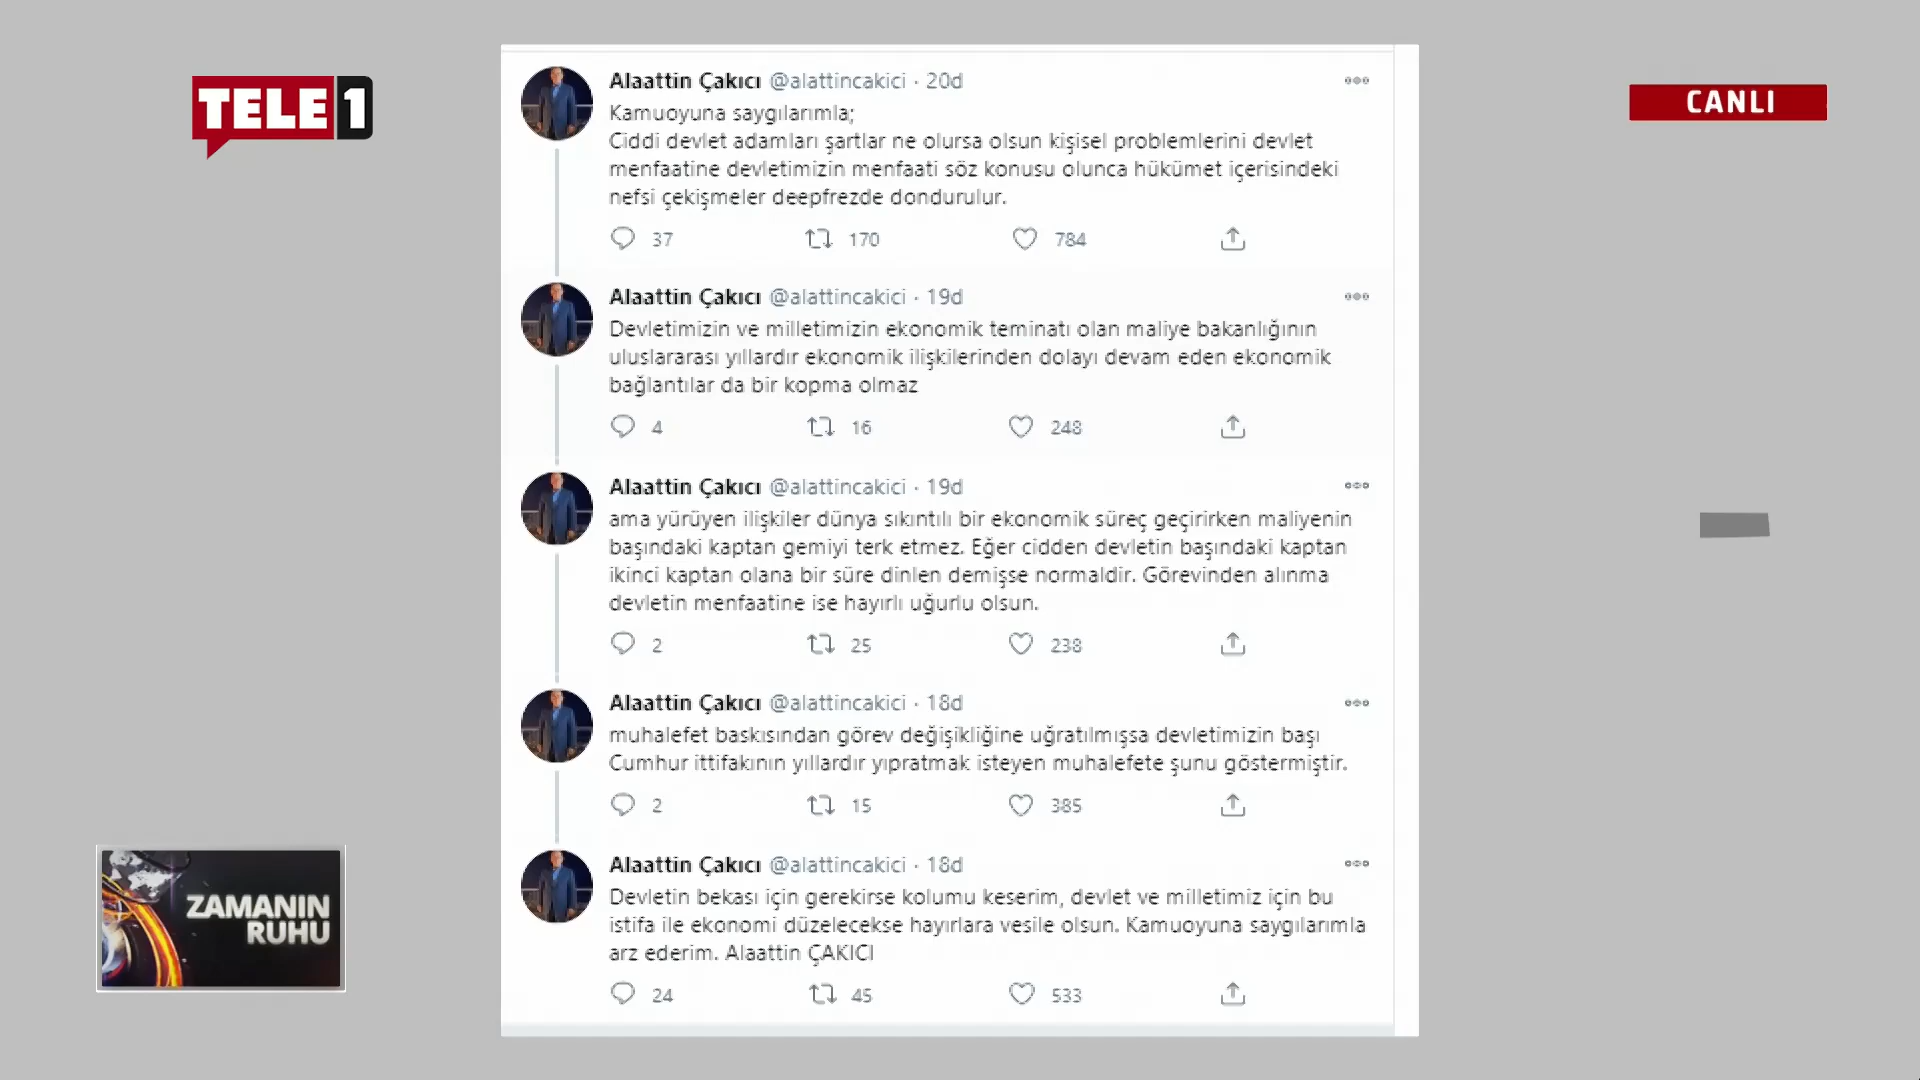 TELE1
CANLI
Alaattin Çakıcı @alattincakici · 20d
Kamuoyuna saygılarımla;
Ciddi devlet adamları şartlar ne olursa olsun kişisel problemlerini devlet
menfaatine devletimizin menfaati söz konusu olunca hükümet içerisindeki
nefsi çekişmeler deepfrezde dondurulur.
37 170 784
Alaattin Çakıcı @alattincakici · 19d
Devletimizin ve milletimizin ekonomik teminatı olan maliye bakanlığının
uluslararası yıllardır ekonomik ilişkilerinden dolayı devam eden ekonomik
bağlantılar da bir kopma olmaz
4 16 248
Alaattin Çakıcı @alattincakici · 19d
ama yürüyen ilişkiler dünya sıkıntılı bir ekonomik süreç geçirirken maliyenin
başındaki kaptan gemiyi terk etmez. Eğer cidden devletin başındaki kaptan
ikinci kaptan olana bir süre dinlen demişse normaldir. Görevinden alınma
devletin menfaatine ise hayırlı uğurlu olsun.
2 25 238
Alaattin Çakıcı @alattincakici · 18d
muhalefet baskısından görev değişikliğine uğratılmışsa devletimizin başı
Cumhur ittifakının yıllardır yıpratmak isteyen muhalefete şunu göstermiştir.
2 15 385
Alaattin Çakıcı @alattincakici · 18d
Devletin bekası için gerekirse kolumu keserim, devlet ve milletimiz için bu
istifa ile ekonomi düzelecekse hayırlara vesile olsun. Kamuoyuna saygılarımla
arz ederim. Alaattin ÇAKICI
24 45 533
ZAMANIN
RUHU